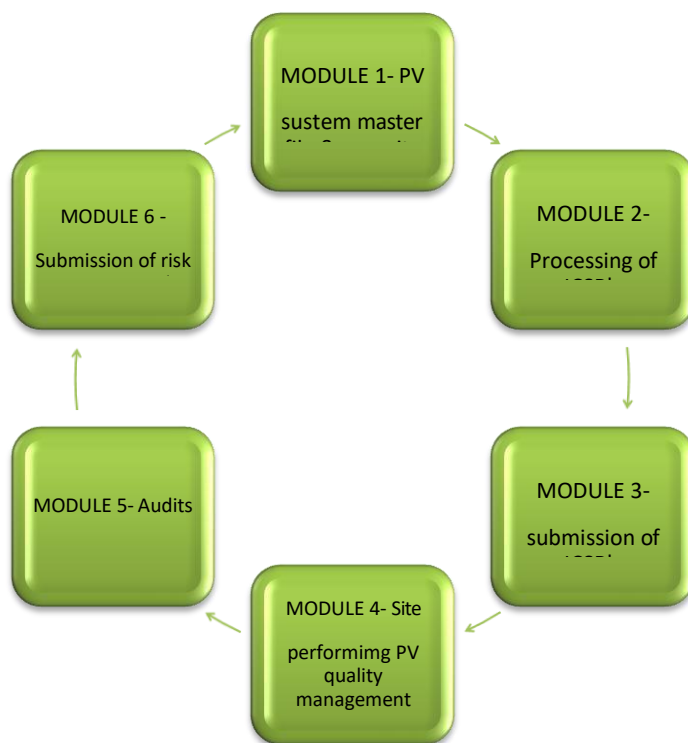 MODULE 1- PV
sustem master
MODULE 2-
Processing of
MODULE 3-
submission of
MODULE 4- Site
performimg PV
quality
management
MODULE 5- Audits
MODULE 6 -
Submission of risk